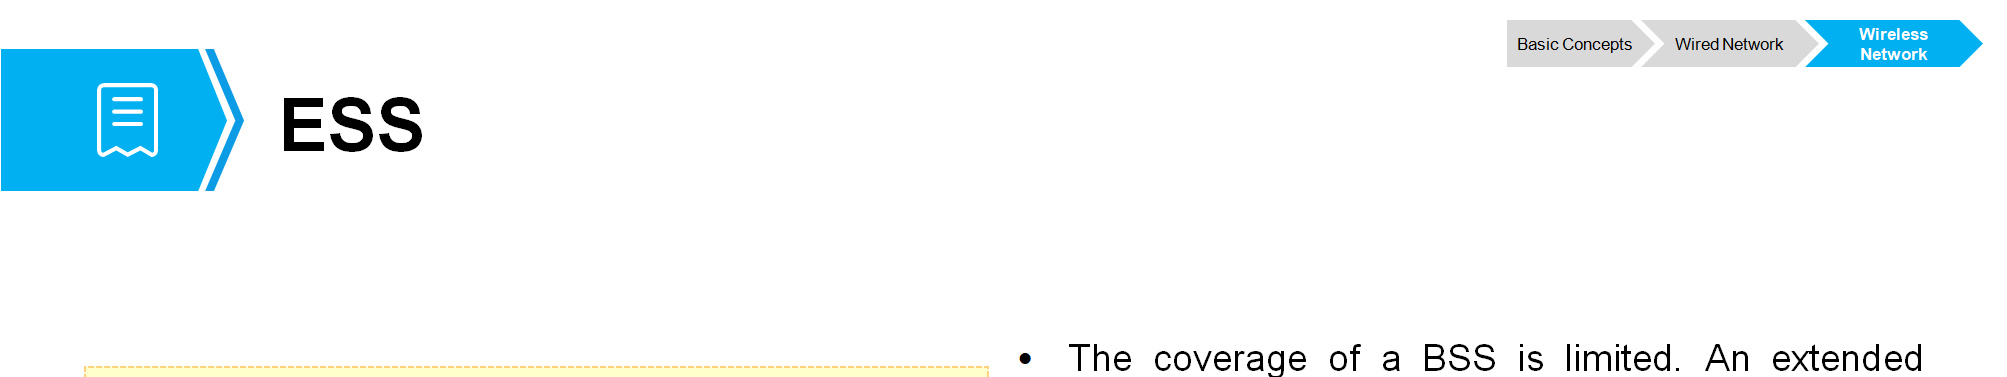 Basic Concepts
Wired Network
Wireless
Network
ESS
• The coverage of a BSS is limited. An extended